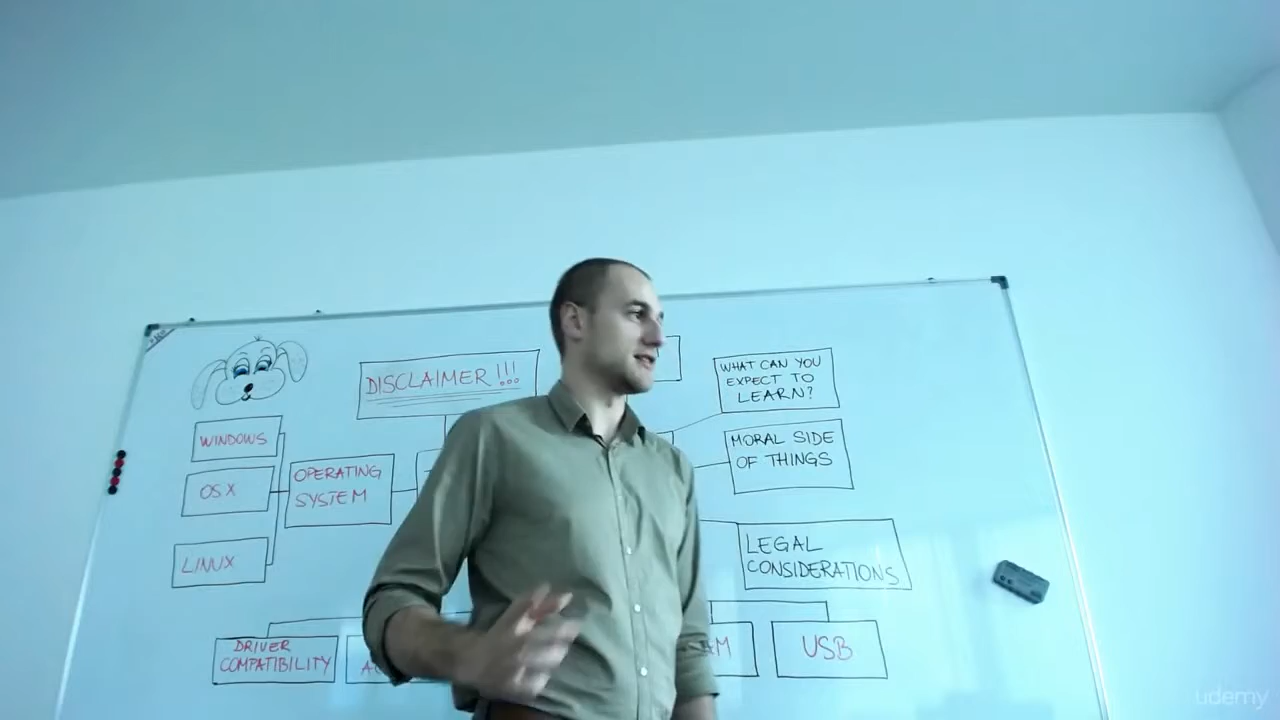 DISCLAIMER !!!
WHAT CAN YOU
EXPECT TO
LEARN?
WINDOWS
OPERATING
SYSTEM
MORAL SIDE
OF THINGS
OSX
LINUX
LEGAL
CONSIDERATIONS
DRIVER
COMPATIBILITY
USB
udemy